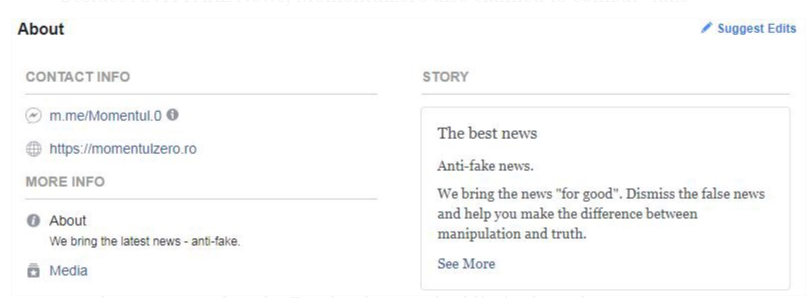 About
Suggest Edits
CONTACT INFO
m.me/Momentul.0
https://momentulzero.ro
MORE INFO
About
We bring the latest news - anti-fake.
Media
STORY
The best news
Anti-fake news.
We bring the news "for good". Dismiss the false news
and help you make the difference between
manipulation and truth.
See More